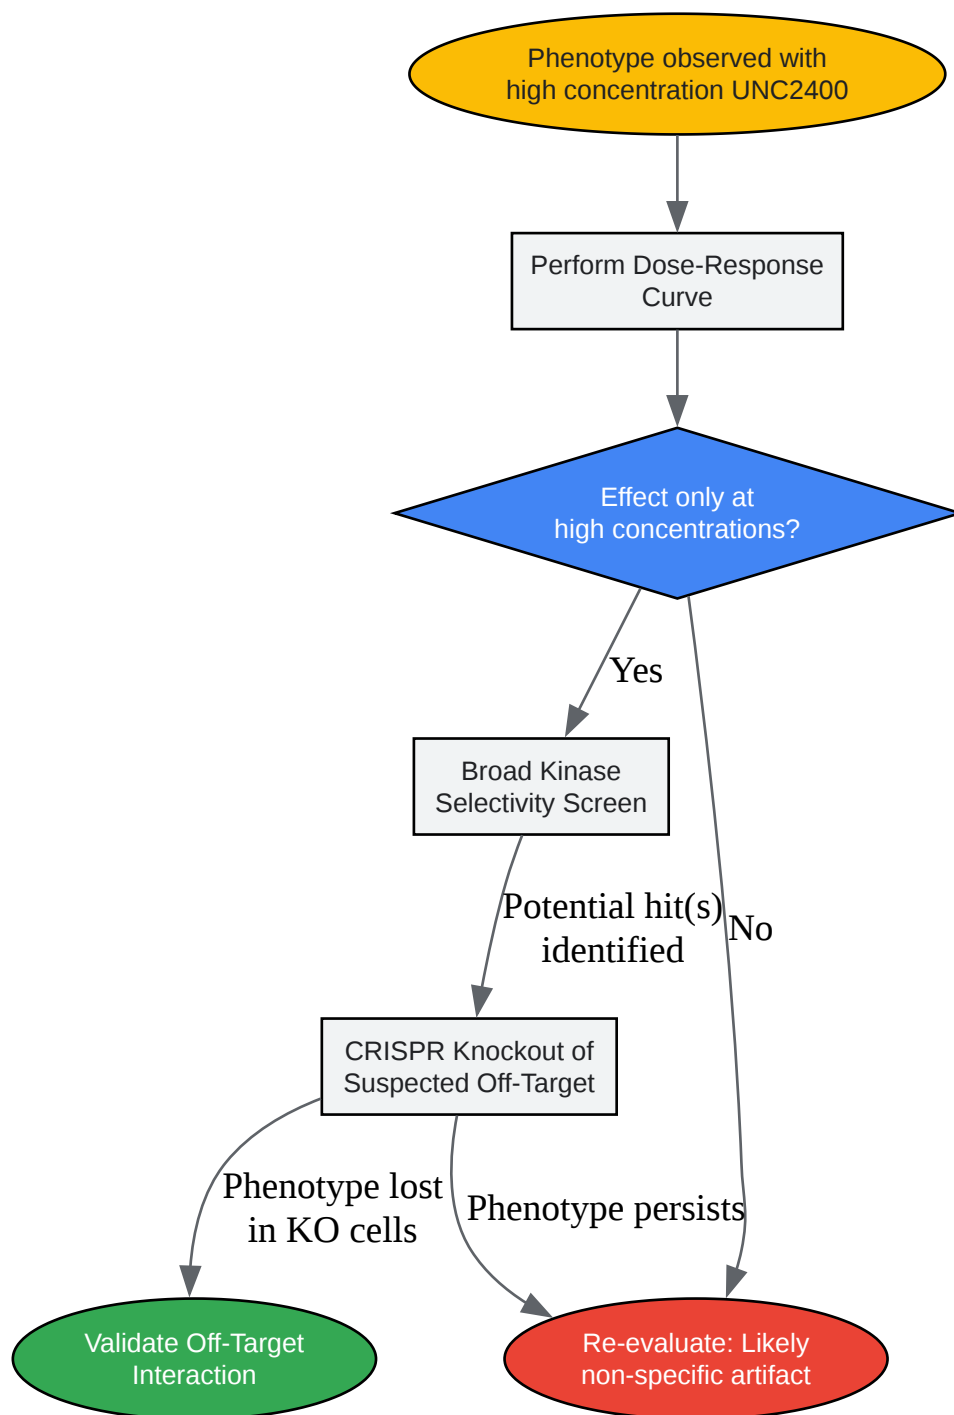 Phenotype observed with
high concentration UNC2400
Perform Dose-Response
Curve
Effect only at
high concentrations?
Yes
Broad Kinase
Selectivity Screen
Potential hit(s)
identified
No
CRISPR Knockout of
Suspected Off-Target
Phenotype lost
in KO cells
Phenotype persists
Validate Off-Target
Interaction
Re-evaluate: Likely
non-specific artifact